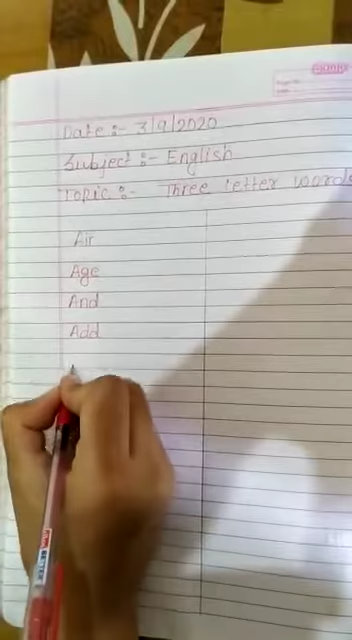 Date :- 3/9/2020
Subject :- English
Topic :- Three letter words
Air
Age
And
Add